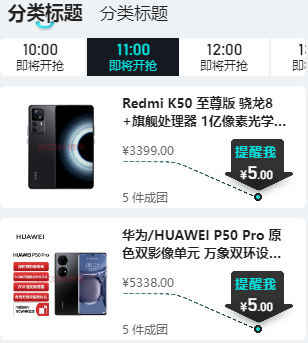 分类标题 分类标题
10:00 11:00 12:00 1
即将开抢 即将开抢 即将开抢 即
Redmi K50 至尊版 骁龙8
+旗舰处理器 1亿像素光学...
¥3399.00
提醒我
¥5.00
5 件成团
HUAWEI
HUAWEI P50 Pro
华为/HUAWEI P50 Pro 原
色双影像单元 万象双环设...
¥5338.00
提醒我
¥5.00
5 件成团